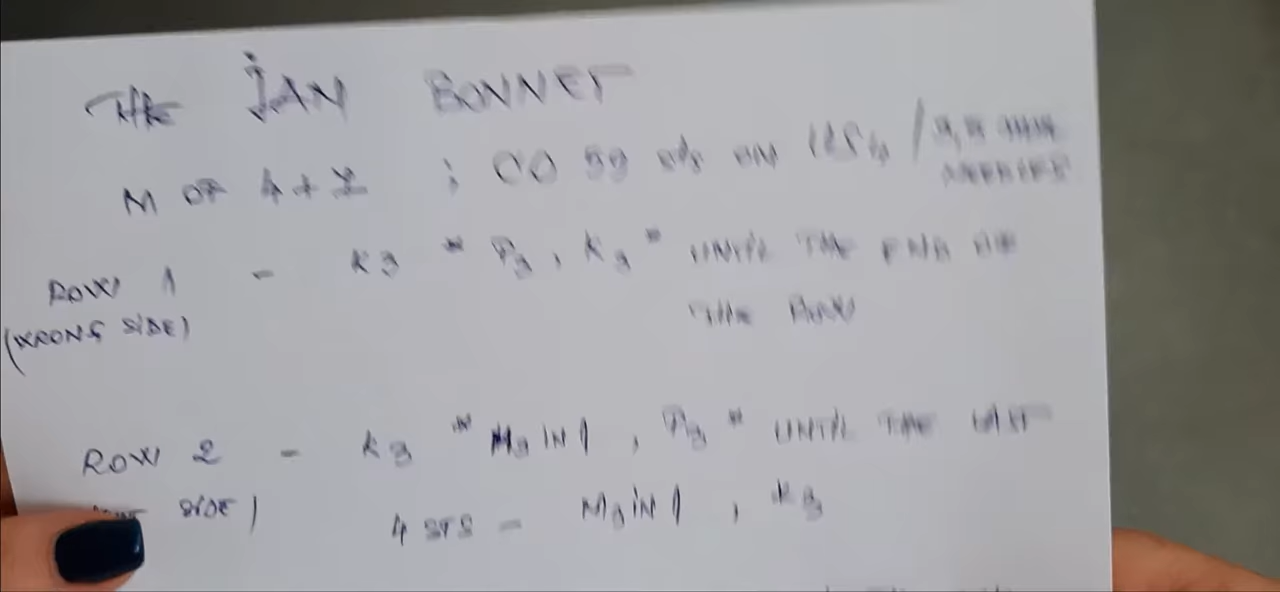 THE JAN BONNET
M OF 4 + ; CO 59 sts ON US4 /
ROW 1 - K3 * P3, K3 * UNTIL THE END OF
THE ROW
(WRONG SIDE)
ROW 2 - K3 * M3 IN 1, P3 * UNTIL THE LAST
SIDE)
4 STS - M3 IN 1, K3